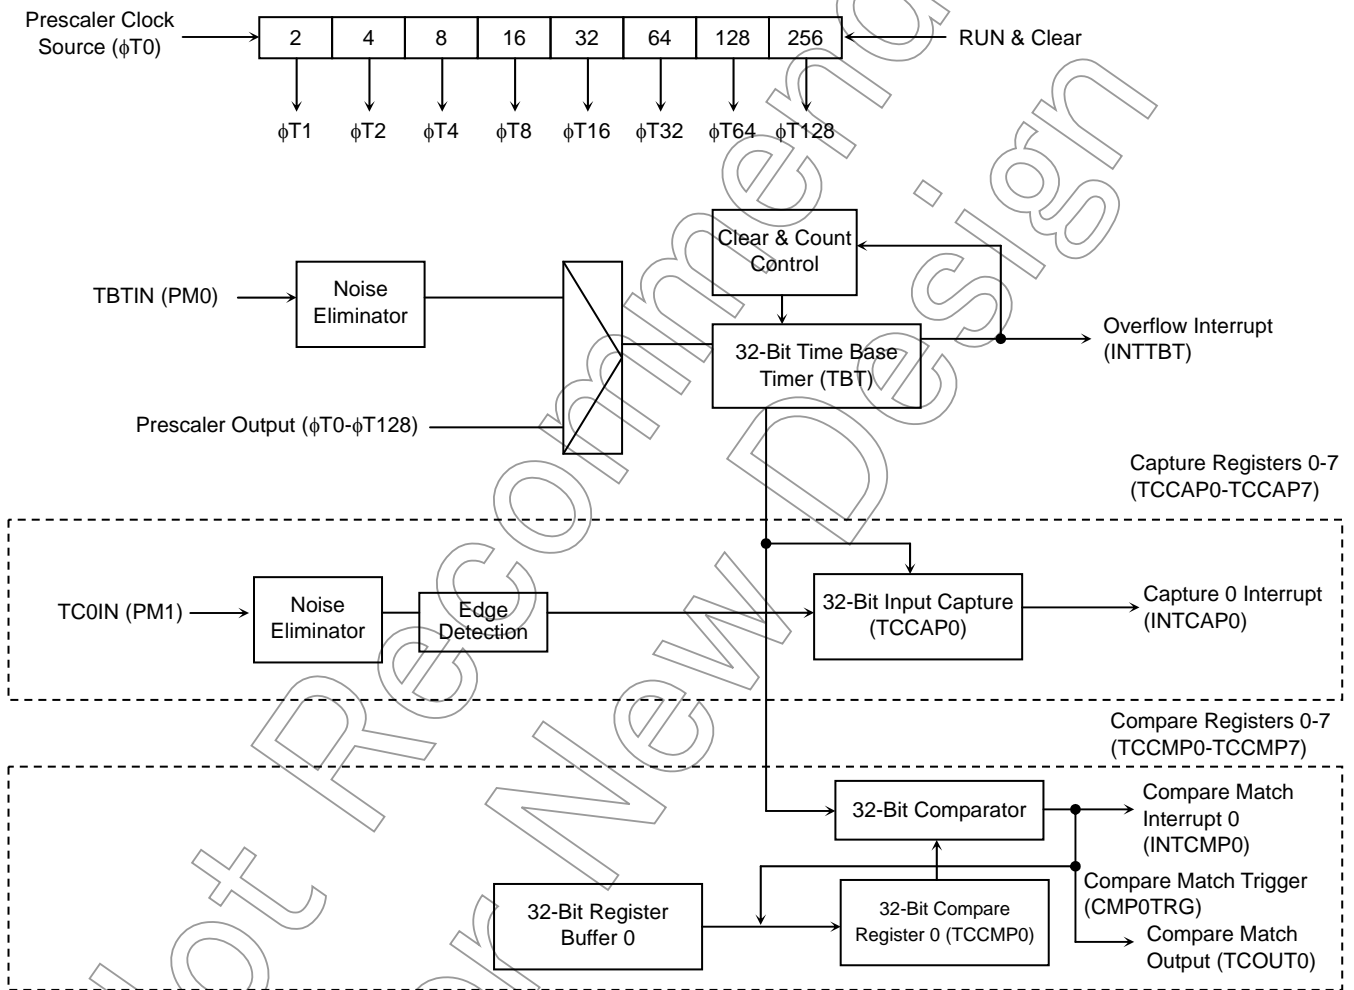 Prescaler Clock
Source (ϕT0)
2 4 8 16 32 64 128 256
RUN & Clear
ϕT1 ϕT2 ϕT4 ϕT8 ϕT16 ϕT32 ϕT64 ϕT128
Clear & Count
Control
TBTIN (PM0)
Noise
Eliminator
32-Bit Time Base
Timer (TBT)
Overflow Interrupt
(INTTBT)
Prescaler Output (ϕT0-ϕT128)
Capture Registers 0-7
(TCCAP0-TCCAP7)
TC0IN (PM1)
Noise
Eliminator
Edge
Detection
32-Bit Input Capture
(TCCAP0)
Capture 0 Interrupt
(INTCAP0)
Compare Registers 0-7
(TCCMP0-TCCMP7)
32-Bit Comparator
Compare Match
Interrupt 0
(INTCMP0)
32-Bit Register
Buffer 0
32-Bit Compare
Register 0 (TCCMP0)
Compare Match Trigger
(CMP0TRG)
Compare Match
Output (TCOUT0)
Not Recommend
or New Design